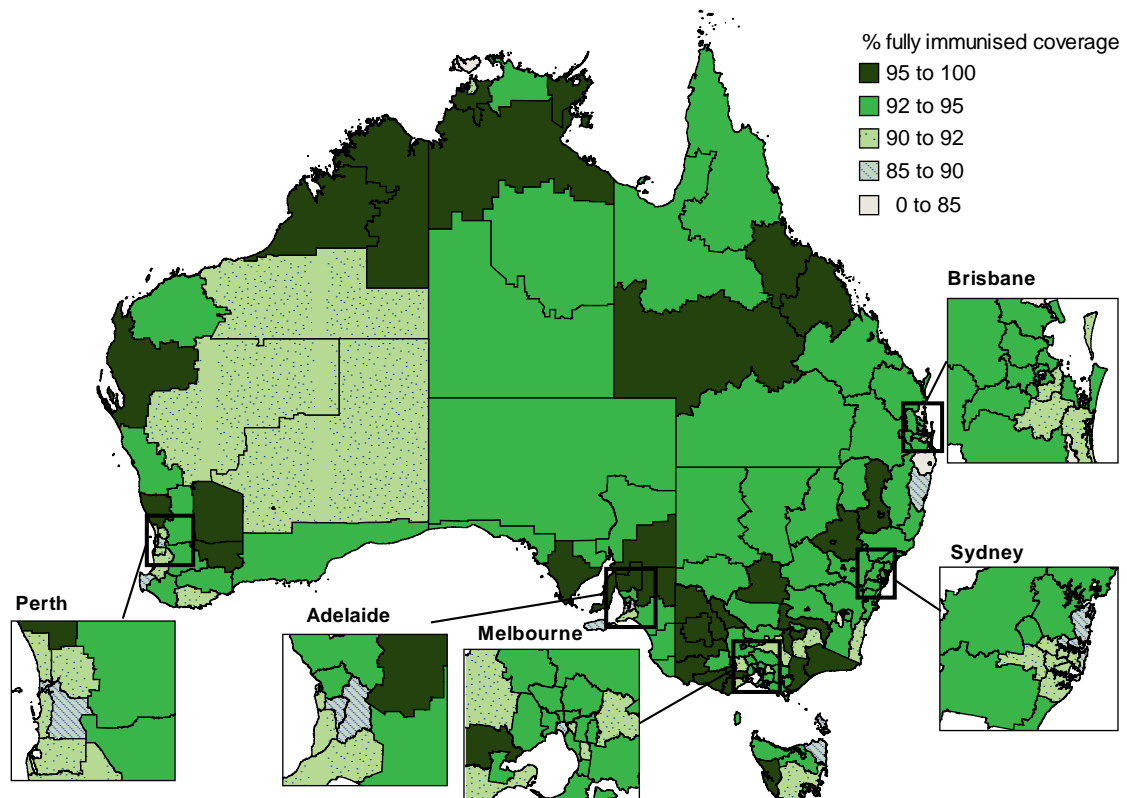 % fully immunised coverage
95 to 100
92 to 95
90 to 92
85 to 90
0 to 85
Brisbane
Sydney
Perth
Adelaide
Melbourne